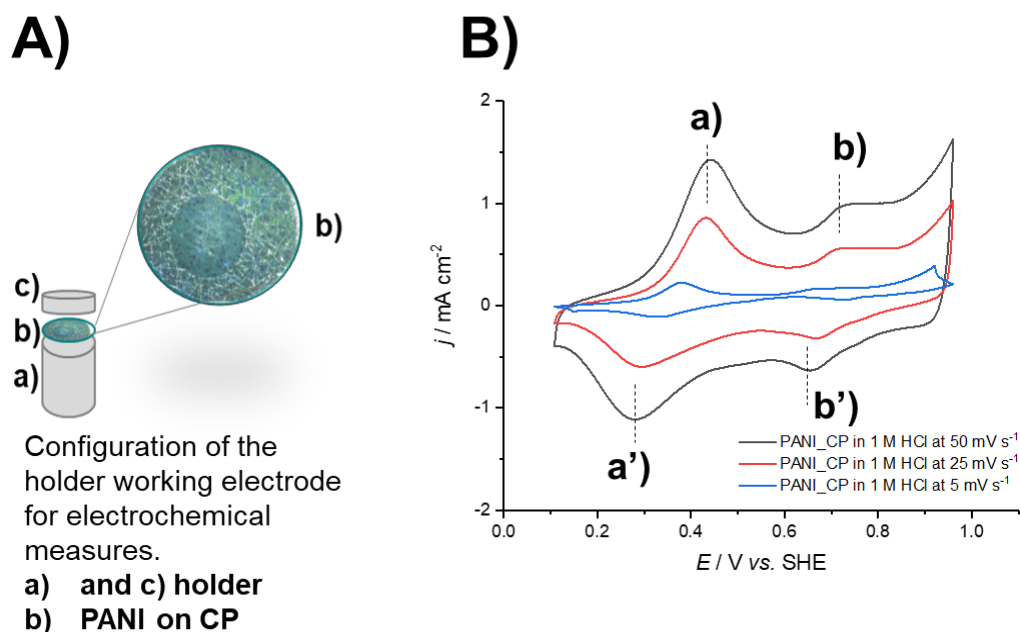 A)
b)
c)
b)
a)
Configuration of the
holder working electrode
for electrochemical
measures.
a) and c) holder
b) PANI on CP
B)
2
1
0
-1
-2
j / mA cm⁻²
a)
b)
b')
a')
PANI_CP in 1 M HCl at 50 mV s⁻¹
PANI_CP in 1 M HCl at 25 mV s⁻¹
PANI_CP in 1 M HCl at 5 mV s⁻¹
0.0 0.2 0.4 0.6 0.8 1.0
E / V vs. SHE